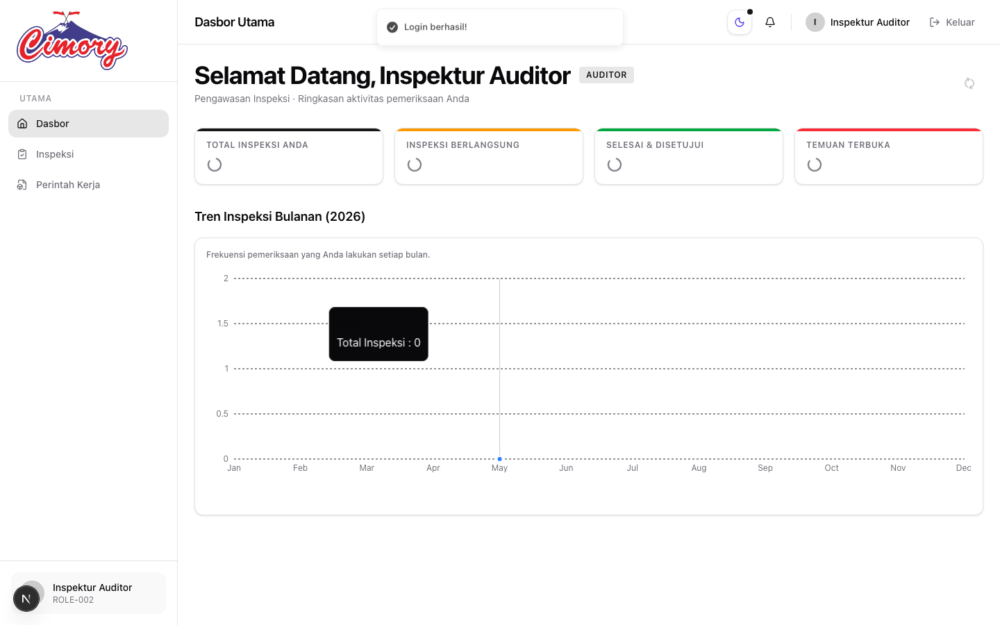 Cimory
UTAMA
Dasbor
Inspeksi
Perintah Kerja
Inspektur Auditor
ROLE-002
N
Dasbor Utama
Login berhasil!
I
Inspektur Auditor
Keluar
Selamat Datang, Inspektur Auditor
AUDITOR
Pengawasan Inspeksi · Ringkasan aktivitas pemeriksaan Anda
TOTAL INSPEKSI ANDA
INSPEKSI BERLANGSUNG
SELESAI & DISETUJUI
TEMUAN TERBUKA
Tren Inspeksi Bulanan (2026)
Frekuensi pemeriksaan yang Anda lakukan setiap bulan.
2
1.5
Total Inspeksi : 0
1
0.5
0
Jan Feb Mar Apr May Jun Jul Aug Sep Oct Nov Dec